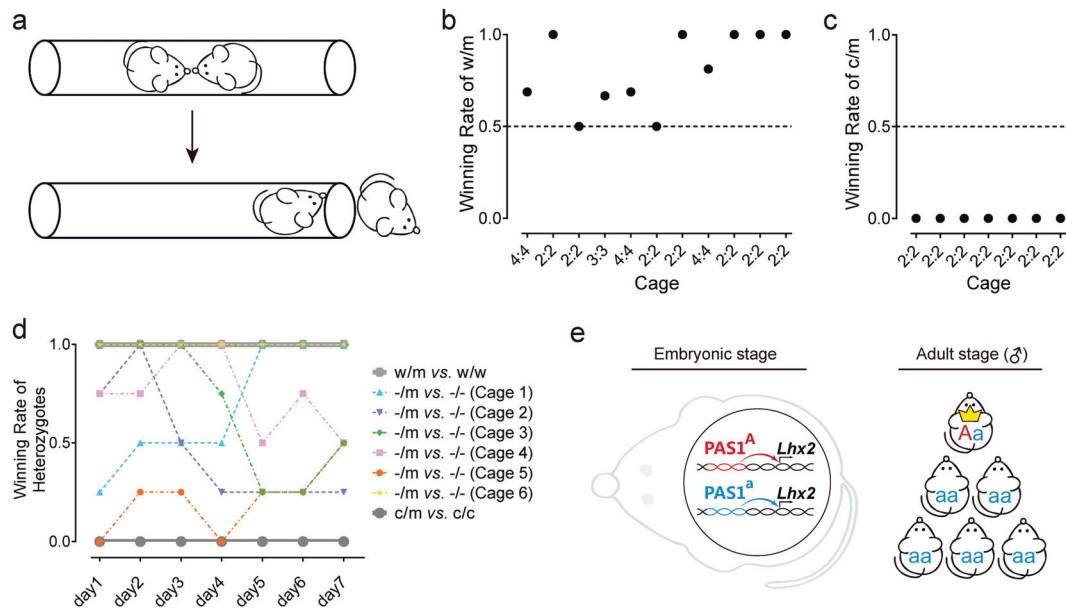 a
b
Winning Rate of w/m
1.0
0.5
0.0
4:4
2:2
2:2
3:3
4:4
2:2
2:2
4:4
2:2
2:2
2:2
Cage
c
Winning Rate of c/m
1.0
0.5
0.0
2:2
2:2
2:2
2:2
2:2
2:2
2:2
Cage
d
Winning Rate of
Heterozygotes
1.0
0.5
0.0
day1
day2
day3
day4
day5
day6
day7
w/m vs. w/w
-/m vs. -/- (Cage 1)
-/m vs. -/- (Cage 2)
-/m vs. -/- (Cage 3)
-/m vs. -/- (Cage 4)
-/m vs. -/- (Cage 5)
-/m vs. -/- (Cage 6)
c/m vs. c/c
e
Embryonic stage
PAS1A Lhx2
PAS1a Lhx2
Adult stage (♂)
Aa
aa aa
aa aa aa